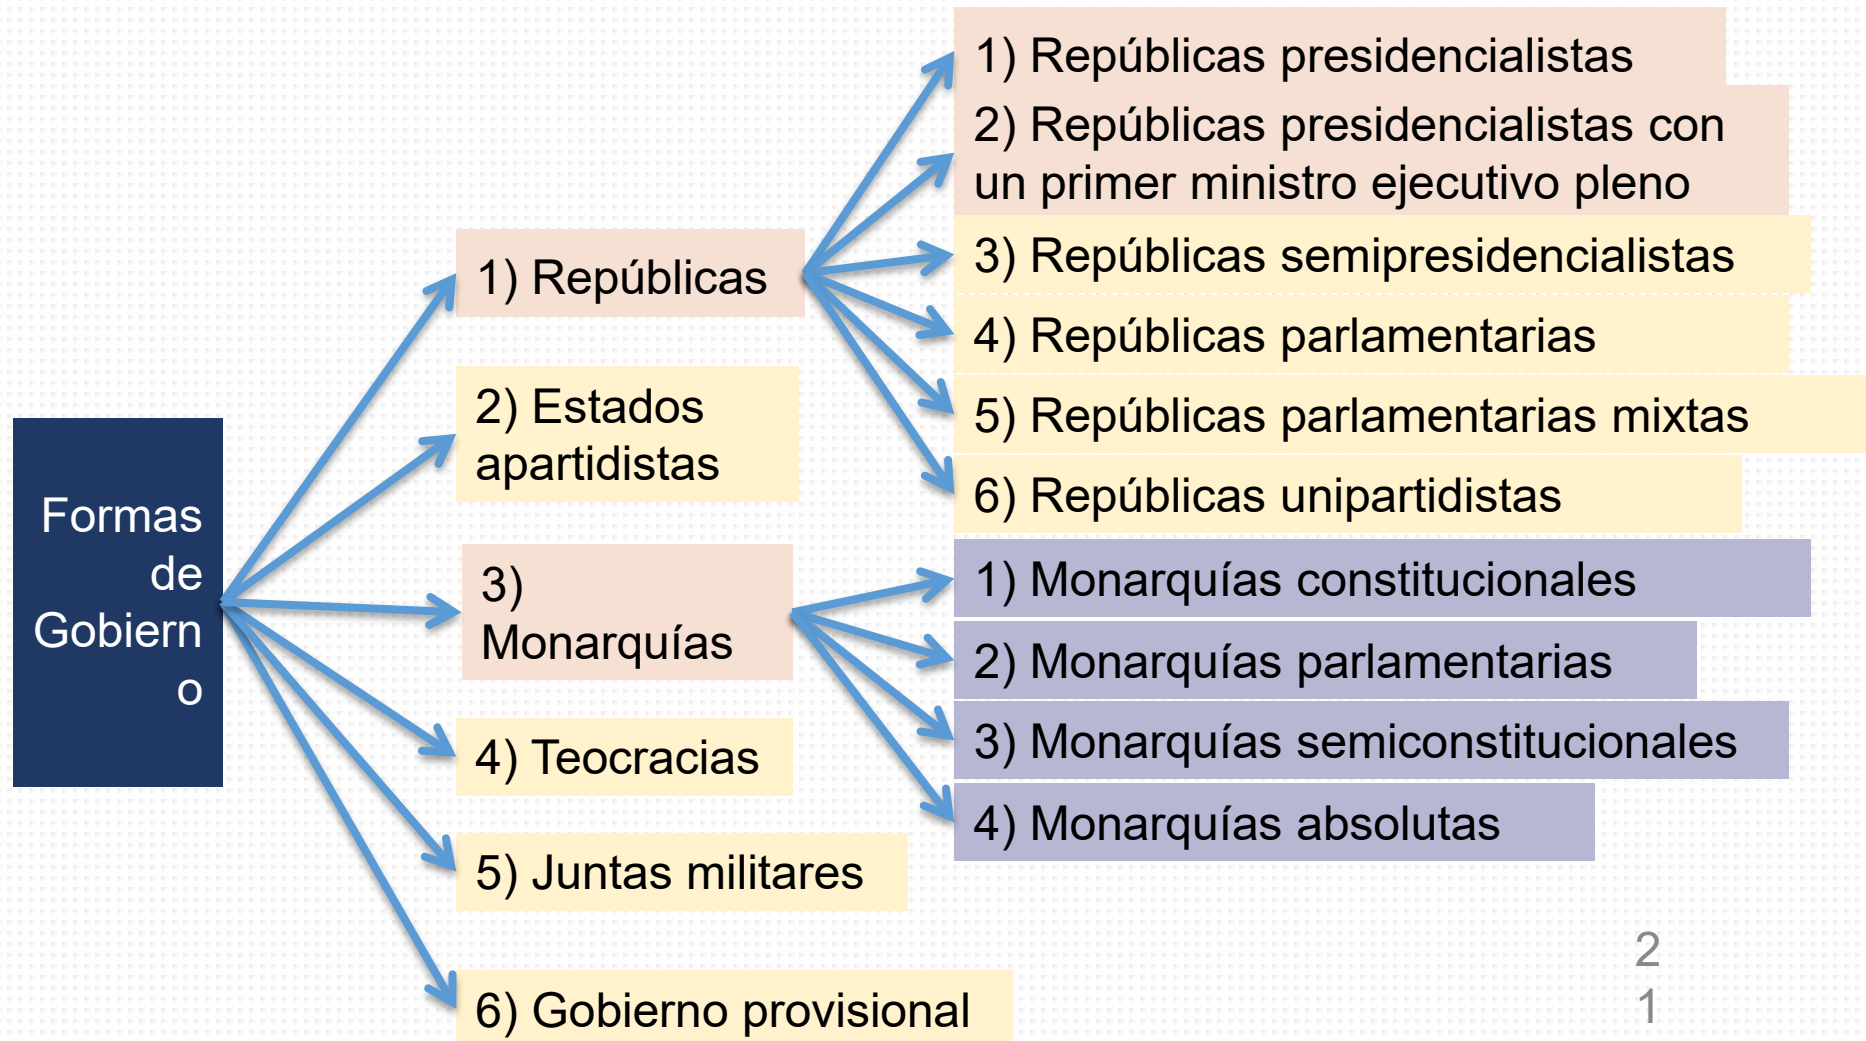 Formas
de
Gobiern
o
1) Repúblicas
2) Estados
apartidistas
3)
Monarquías
4) Teocracias
5) Juntas militares
6) Gobierno provisional
1) Repúblicas presidencialistas
2) Repúblicas presidencialistas con
un primer ministro ejecutivo pleno
3) Repúblicas semipresidencialistas
4) Repúblicas parlamentarias
5) Repúblicas parlamentarias mixtas
6) Repúblicas unipartidistas
1) Monarquías constitucionales
2) Monarquías parlamentarias
3) Monarquías semiconstitucionales
4) Monarquías absolutas
2
1